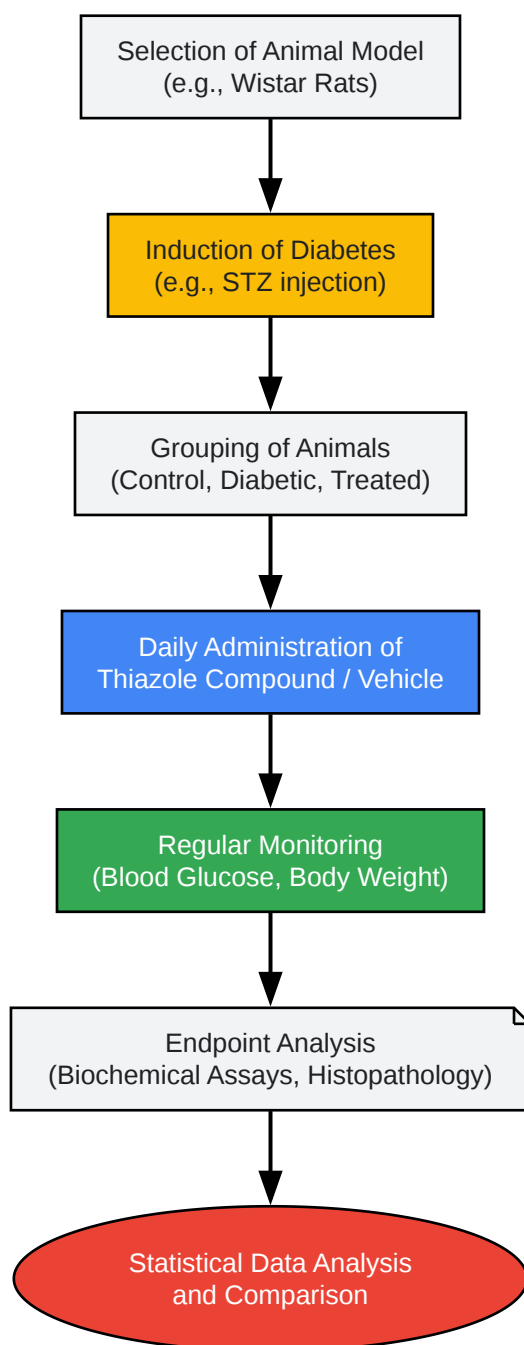 Selection of Animal Model
(e.g., Wistar Rats)
Induction of Diabetes
(e.g., STZ injection)
Grouping of Animals
(Control, Diabetic, Treated)
Daily Administration of
Thiazole Compound / Vehicle
Regular Monitoring
(Blood Glucose, Body Weight)
Endpoint Analysis
(Biochemical Assays, Histopathology)
Statistical Data Analysis
and Comparison